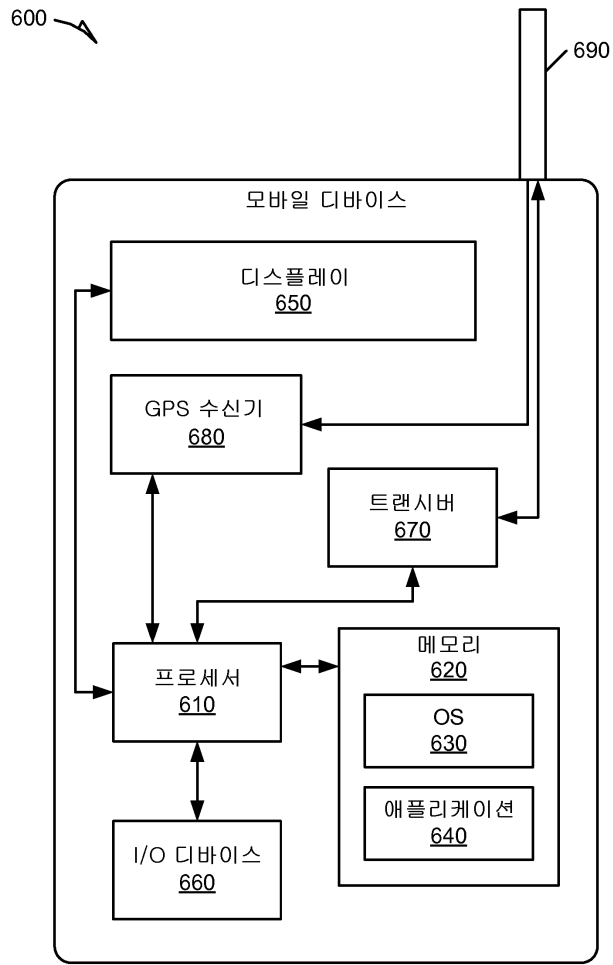 600
690
모바일 디바이스
디스플레이
650
GPS 수신기
680
트랜시버
670
프로세서
610
메모리
620
OS
630
애플리케이션
640
I/O 디바이스
660